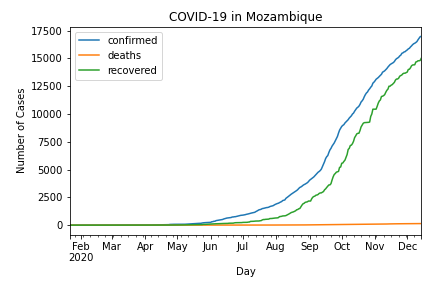 COVID-19 in Mozambique
confirmed
deaths
recovered
Number of Cases
17500
15000
12500
10000
7500
5000
2500
0
Feb Mar Apr May Jun Jul Aug Sep Oct Nov Dec
2020
Day